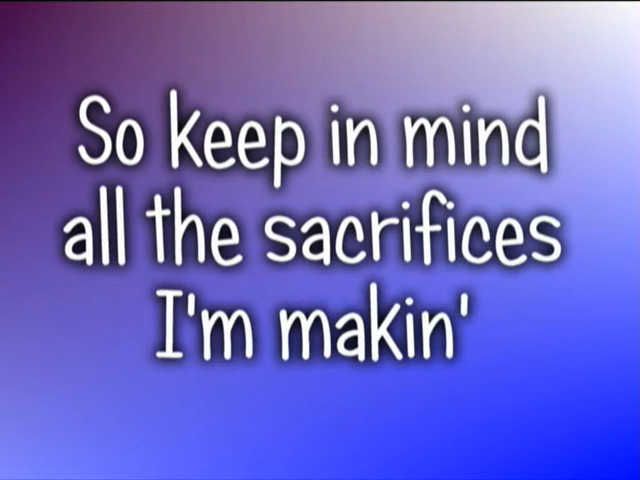 So keep in mind
all the sacrifices
I'm makin'